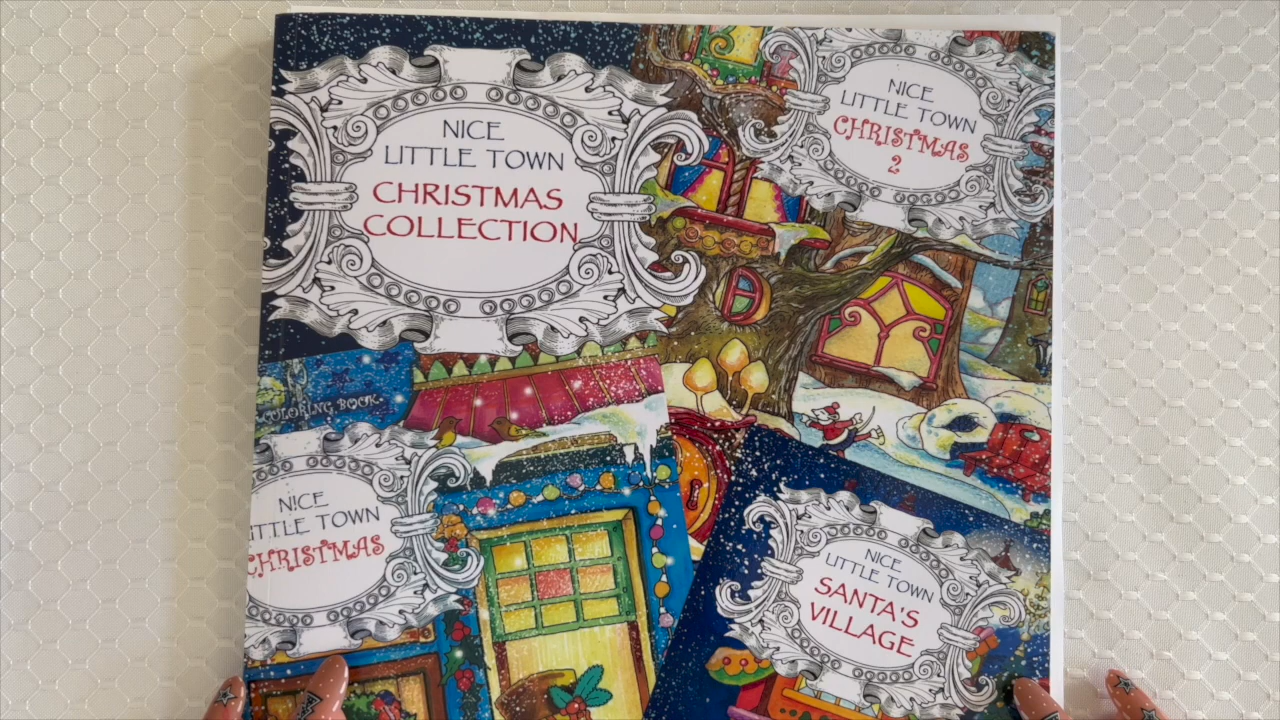 NICE
LITTLE TOWN
CHRISTMAS
COLLECTION
NICE
LITTLE TOWN
CHRISTMAS
2
COLORING BOOK
NICE
ITTLE TOWN
CHRISTMAS
NICE
LITTLE TOWN
SANTA'S
VILLAGE